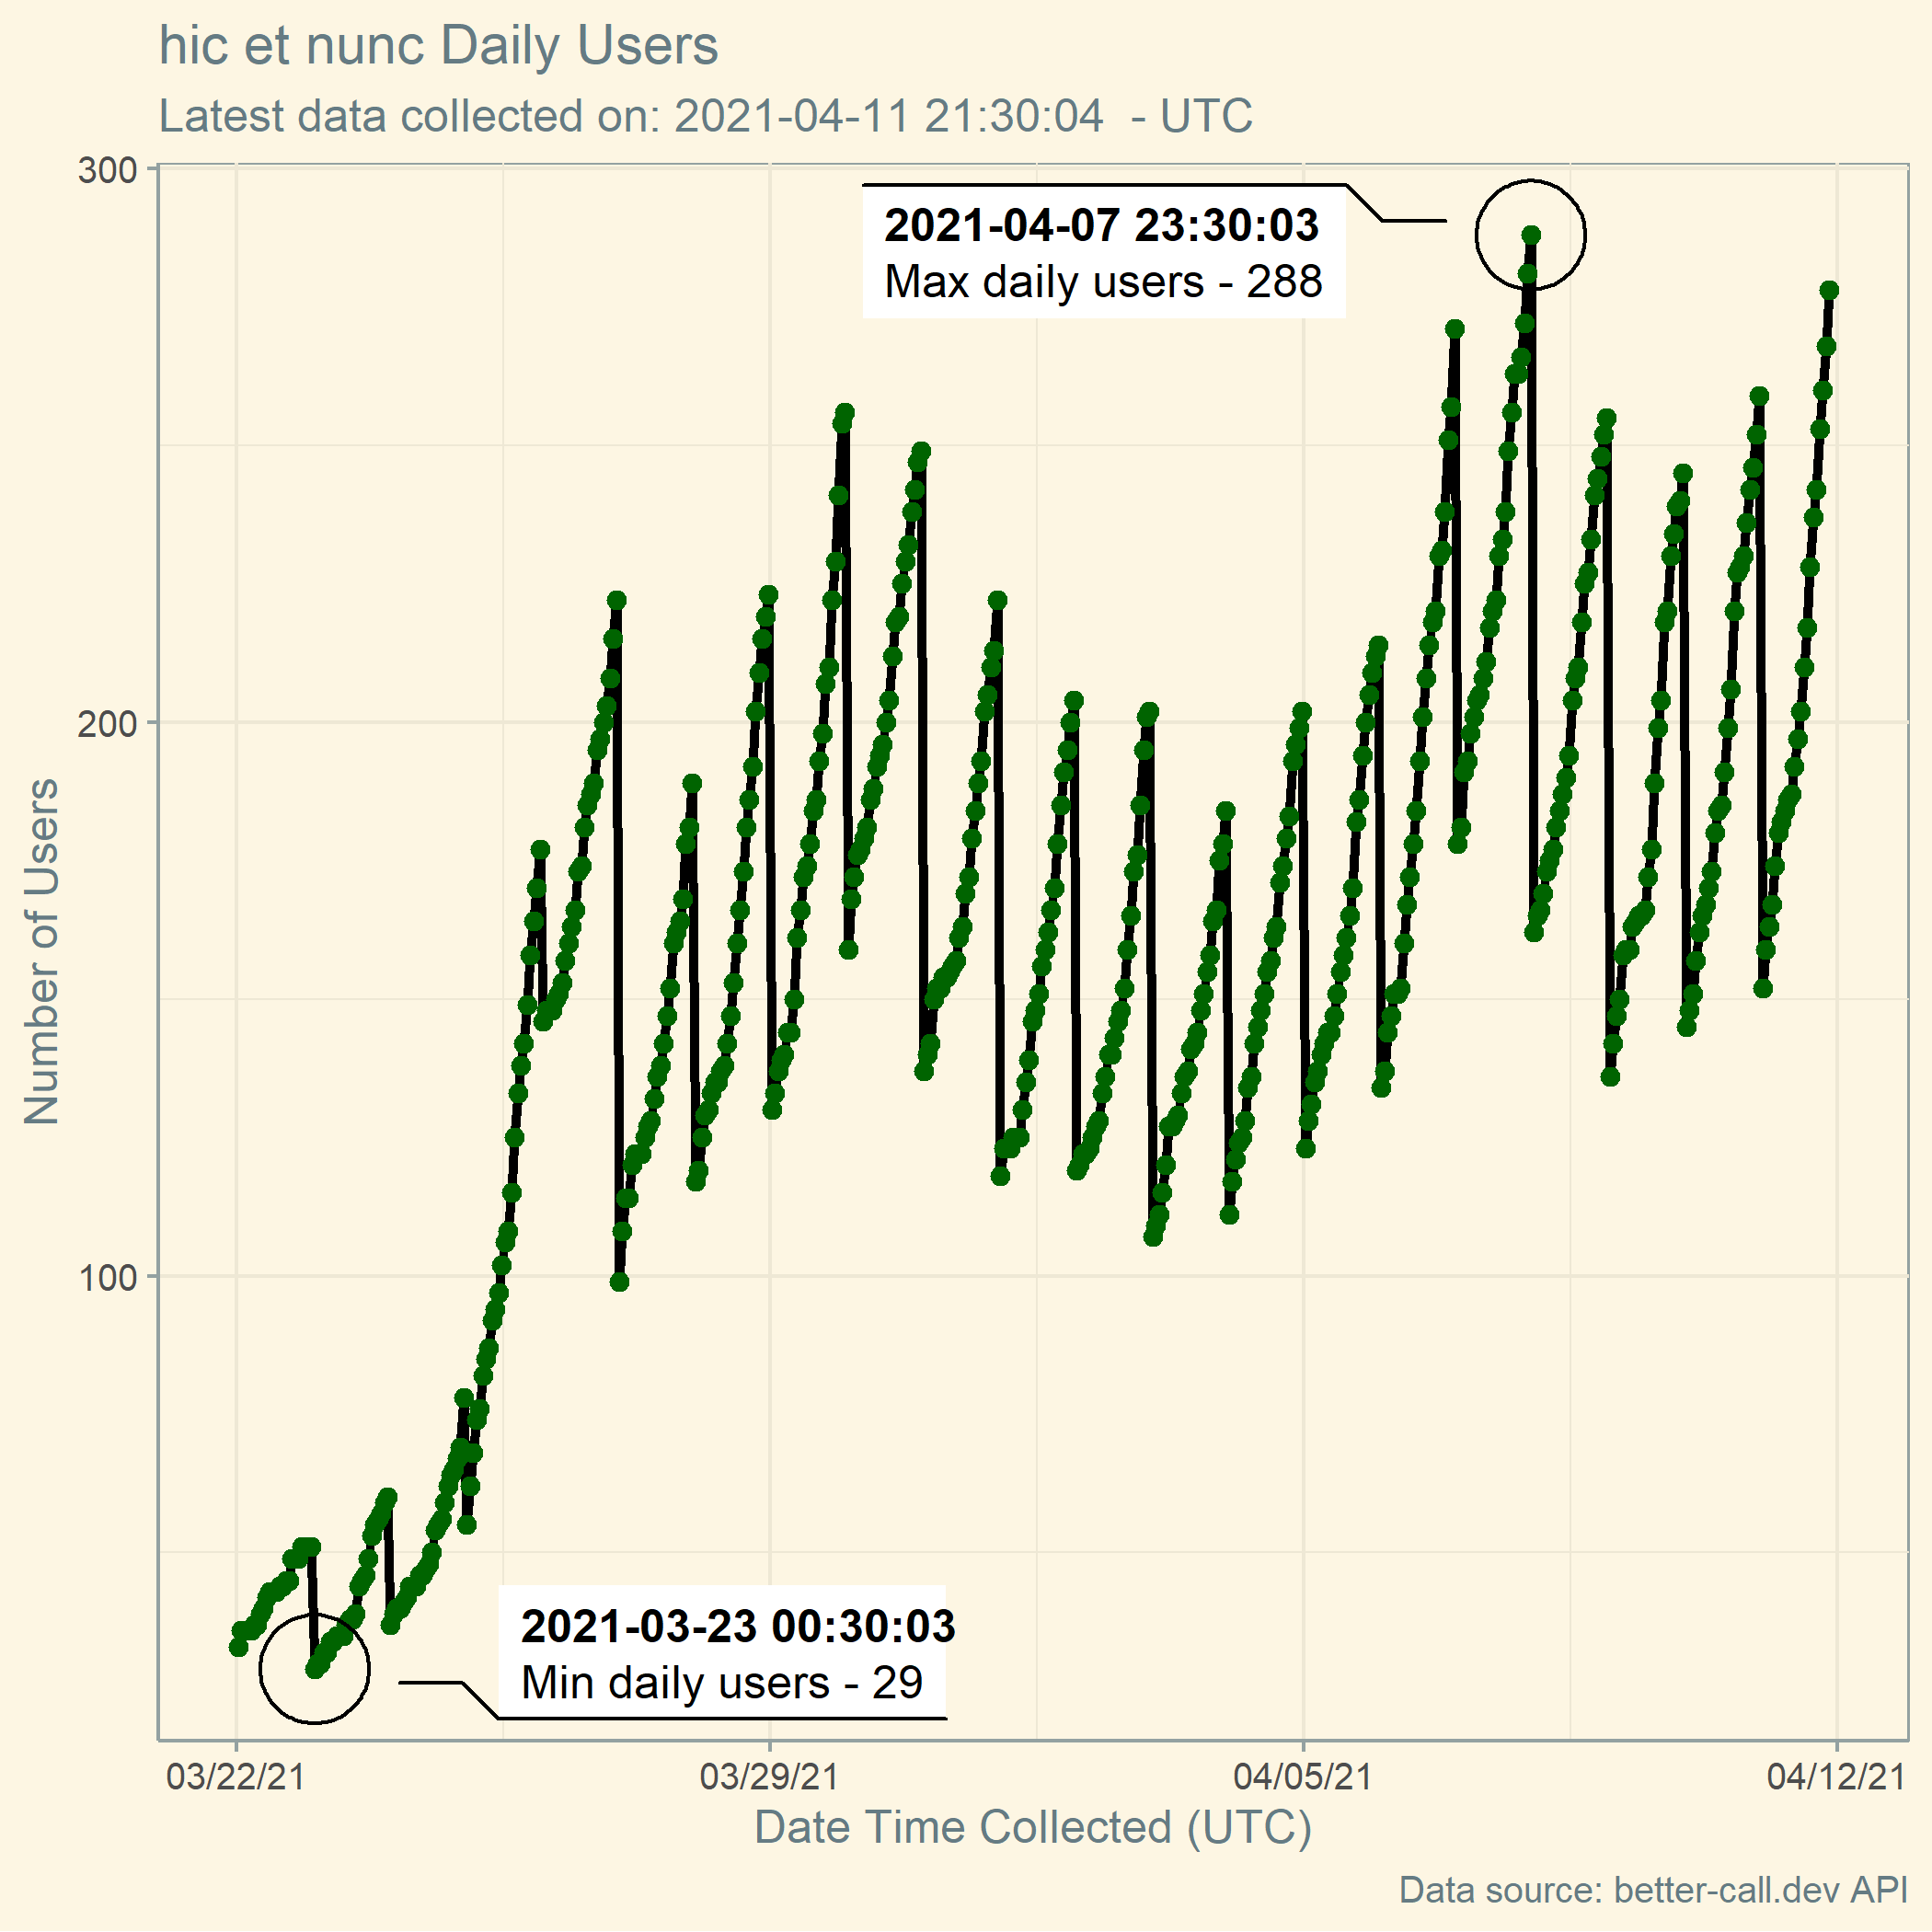 hic et nunc Daily Users
Latest data collected on: 2021-04-11 21:30:04  - UTC
300
2021-04-07 23:30:03
Max daily users - 288
200
Number of Users
100
2021-03-23 00:30:03
Min daily users - 29
03/22/21 03/29/21 04/05/21 04/12/21
Date Time Collected (UTC)
Data source: better-call.dev API